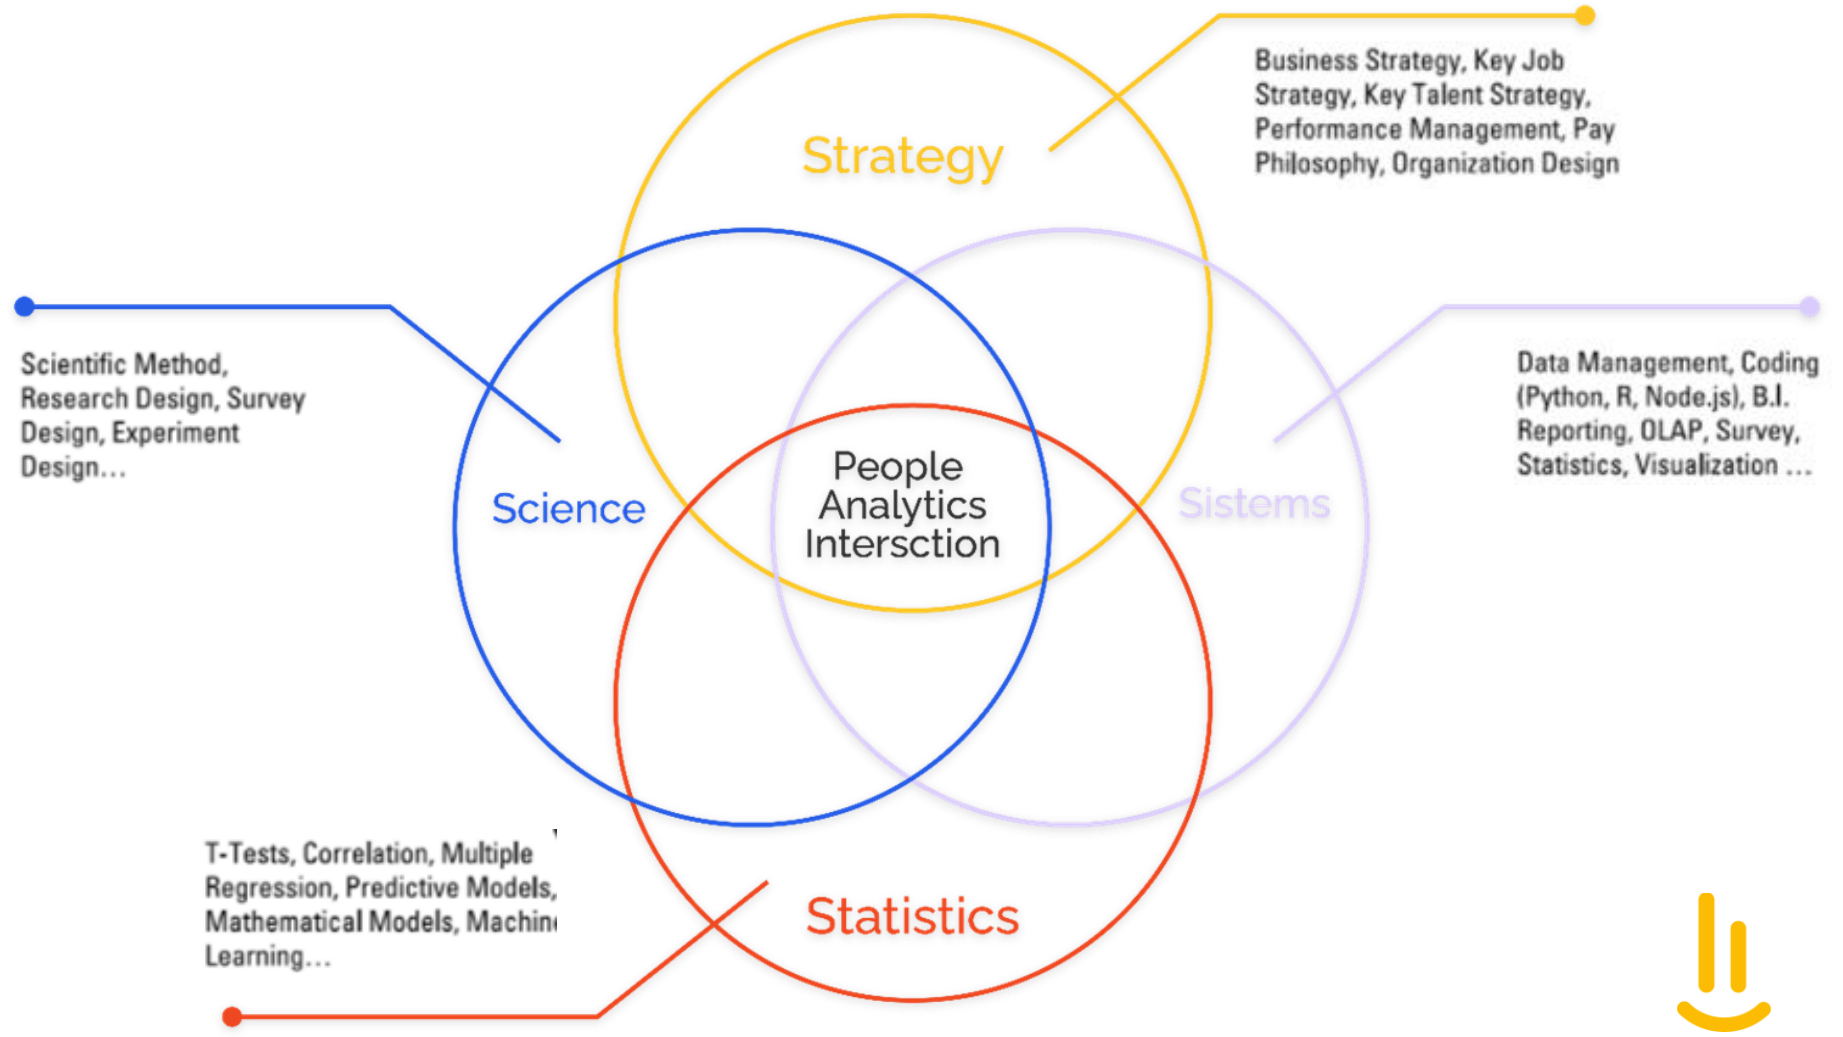 Business Strategy, Key Job
Strategy, Key Talent Strategy,
Performance Management, Pay
Philosophy, Organization Design
Strategy
Scientific Method,
Research Design, Survey
Design, Experiment
Design...
Data Management, Coding
(Python, R, Node.js), B.I.
Reporting, OLAP, Survey,
Statistics, Visualization ...
People
Analytics
Intersction
Science
Sistems
T-Tests, Correlation, Multiple
Regression, Predictive Models,
Mathematical Models, Machine
Learning...
Statistics